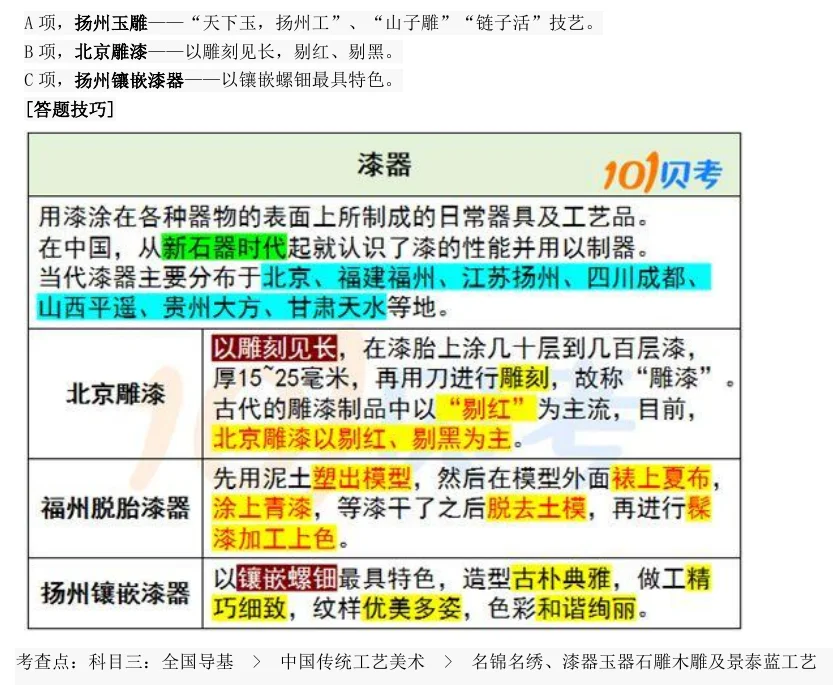 A 项，扬州玉雕——“天下玉，扬州工”、“山子雕”“链子活”技艺。
B 项，北京雕漆——以雕刻见长，剔红、剔黑。
C 项，扬州镶嵌漆器——以镶嵌螺钿最具特色。
[答题技巧]
漆器
101贝考
用漆涂在各种器物的表面上所制成的日常器具及工艺品。
在中国，从新石器时代起就认识了漆的性能并用以制器。
当代漆器主要分布于北京、福建福州、江苏扬州、四川成都、
山西平遥、贵州大方、甘肃天水等地。
北京雕漆
以雕刻见长，在漆胎上涂几十层到几百层漆，
厚15~25毫米，再用刀进行雕刻，故称“雕漆”。
古代的雕漆制品中以“剔红”为主流，目前，
北京雕漆以剔红、剔黑为主。
福州脱胎漆器
先用泥土塑出模型，然后在模型外面裱上夏布，
涂上青漆，等漆干了之后脱去土模，再进行髹
漆加工上色。
扬州镶嵌漆器
以镶嵌螺钿最具特色，造型古朴典雅，做工精
巧细致，纹样优美多姿，色彩和谐绚丽。
考查点：科目三：全国导基 > 中国传统工艺美术 > 名锦名绣、漆器玉器石雕木雕及景泰蓝工艺